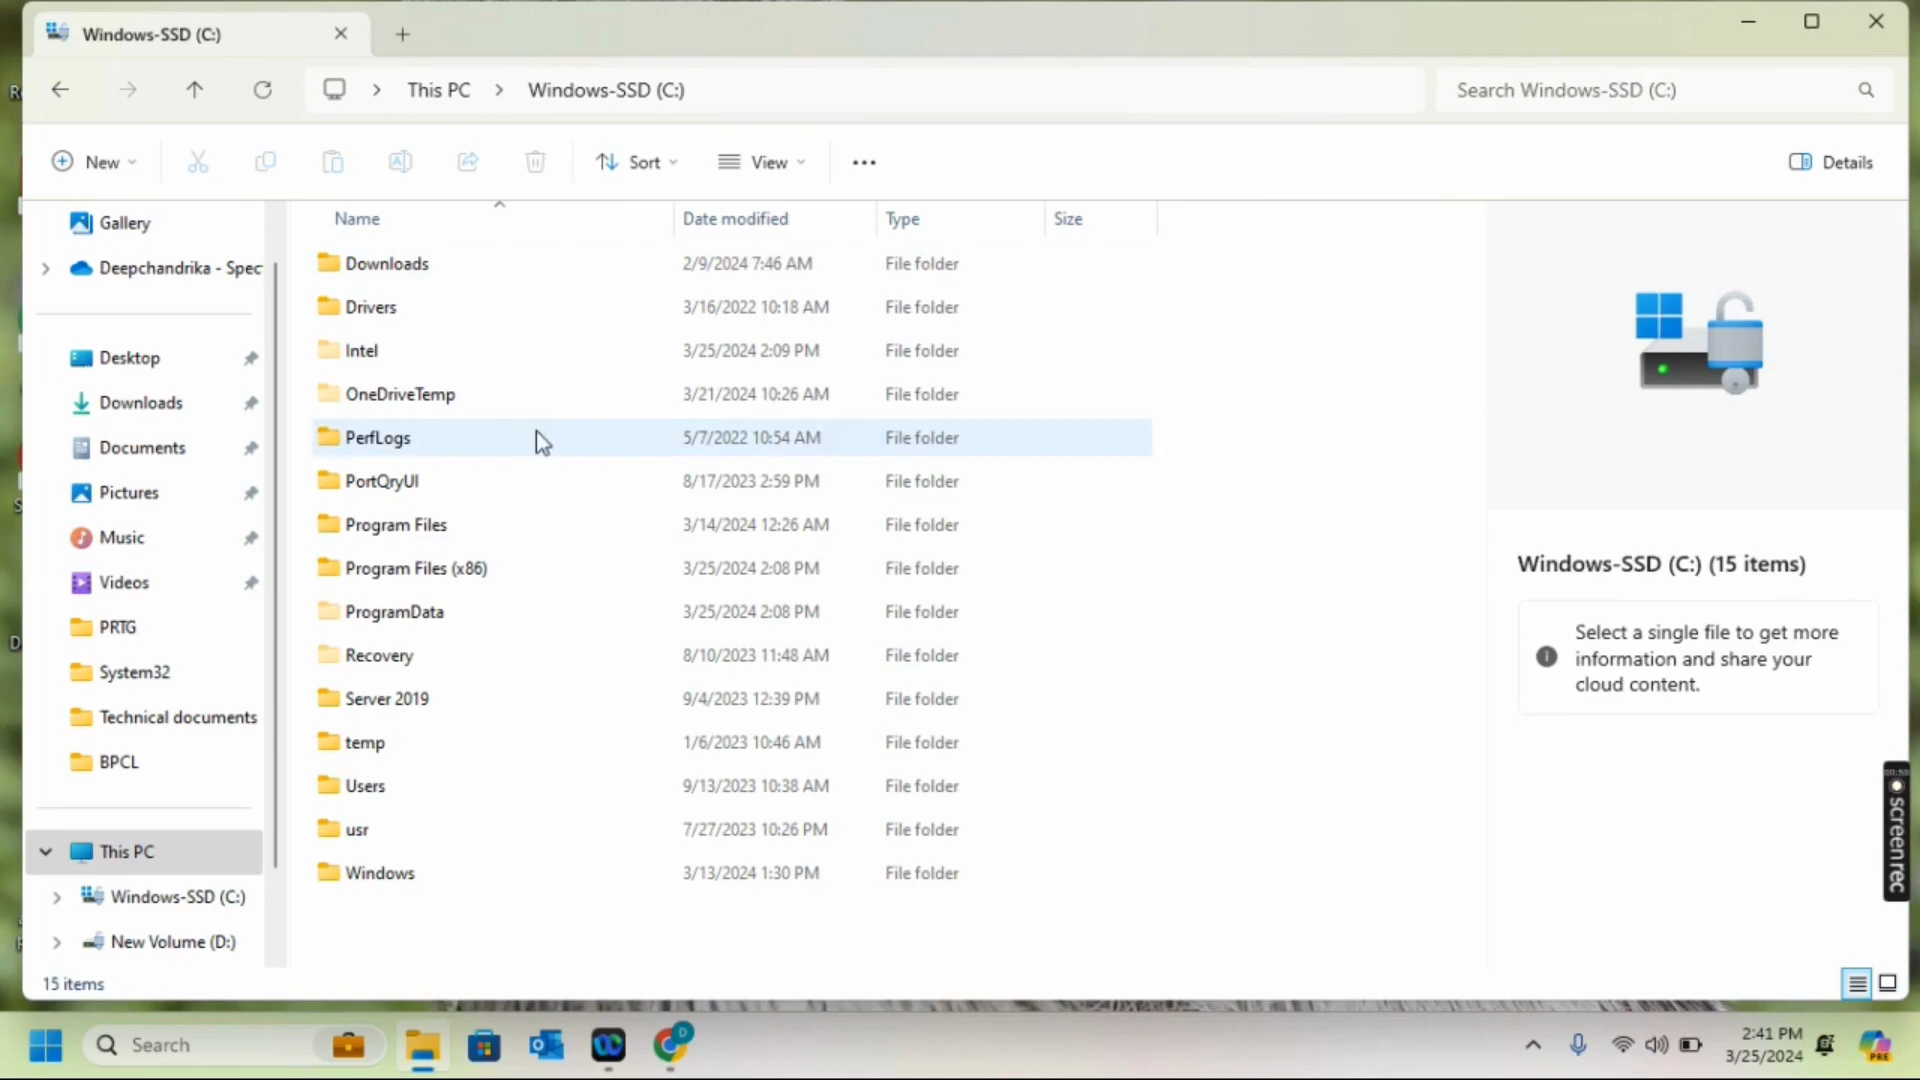 Windows-SSD (C:)
This PC > Windows-SSD (C:)
Search Windows-SSD (C:)
New
Sort
View
Details
Gallery
Deepchandrika - Spec
Desktop
Downloads
Documents
Pictures
Music
Videos
PRTG
System32
Technical documents
BPCL
This PC
Windows-SSD (C:)
New Volume (D:)
Name Date modified Type Size
Downloads 2/9/2024 7:46 AM File folder
Drivers 3/16/2022 10:18 AM File folder
Intel 3/25/2024 2:09 PM File folder
OneDriveTemp 3/21/2024 10:26 AM File folder
PerfLogs 5/7/2022 10:54 AM File folder
PortQryUI 8/17/2023 2:59 PM File folder
Program Files 3/14/2024 12:26 AM File folder
Program Files (x86) 3/25/2024 2:08 PM File folder
ProgramData 3/25/2024 2:08 PM File folder
Recovery 8/10/2023 11:48 AM File folder
Server 2019 9/4/2023 12:39 PM File folder
temp 1/6/2023 10:46 AM File folder
Users 9/13/2023 10:38 AM File folder
usr 7/27/2023 10:26 PM File folder
Windows 3/13/2024 1:30 PM File folder
Windows-SSD (C:) (15 items)
Select a single file to get more
information and share your
cloud content.
screenrec
15 items
Search
D
2:41 PM
3/25/2024
PRE